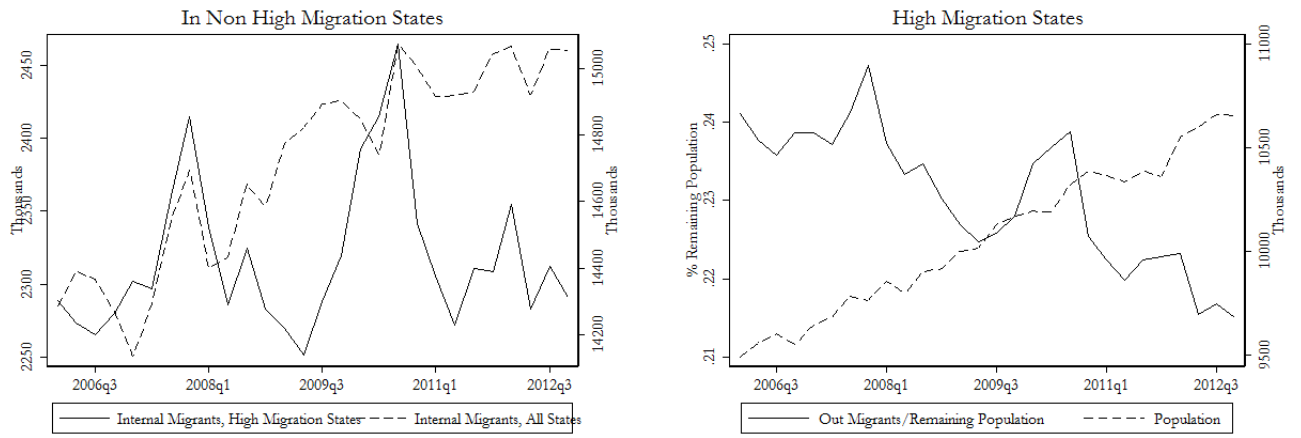 In Non High Migration States
Thousands
2250 2300 2350 2400 2450
14200 14400 14600 14800 15000
Thousands
2006q3 2008q1 2009q3 2011q1 2012q3
Internal Migrants, High Migration States Internal Migrants, All States
High Migration States
% Remaining Population
.21 .22 .23 .24 .25
9500 10000 10500 11000
Thousands
2006q3 2008q1 2009q3 2011q1 2012q3
Out Migrants/Remaining Population Population